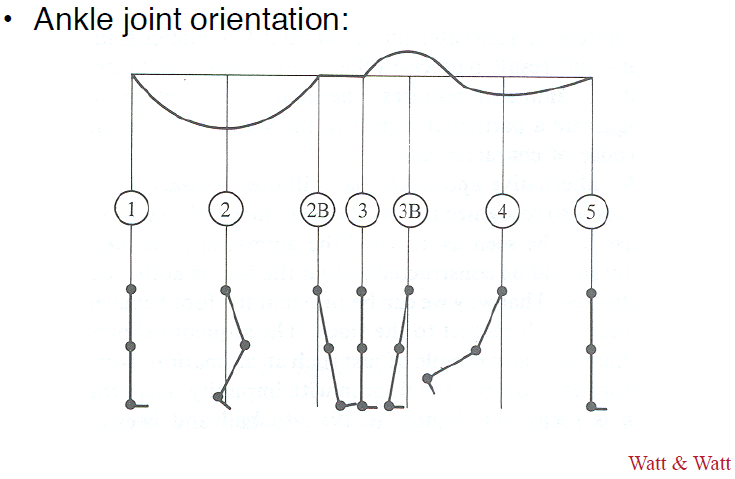 • Ankle joint orientation:
1 2 2B 3 3B 4 5
Watt & Watt